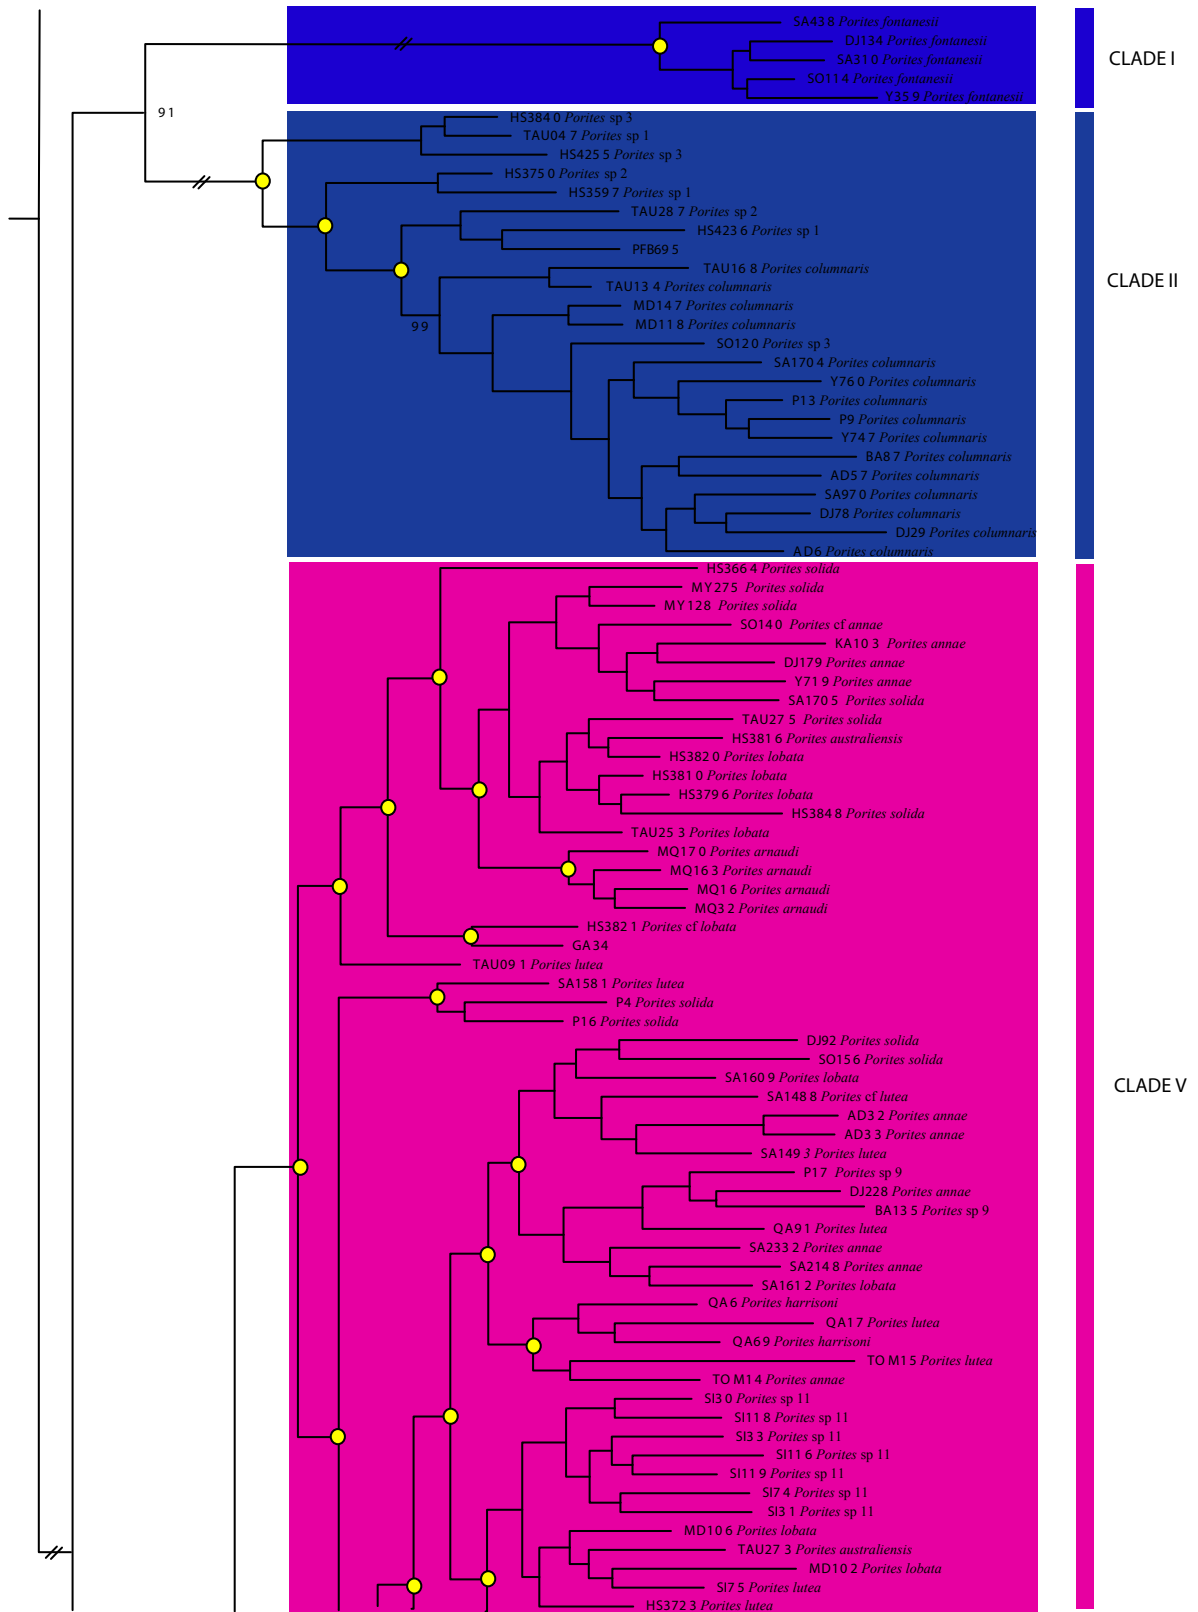 SA43 8 Porites fontanesii
DJ134 Porites fontanesii
SA31 0 Porites fontanesii
SO11 4 Porites fontanesii
Y35 9 Porites fontanesii
CLADE I
91
HS384 0 Porites sp 3
TAU04 7 Porites sp 1
HS425 5 Porites sp 3
HS375 0 Porites sp 2
HS359 7 Porites sp 1
TAU28 7 Porites sp 2
HS423 6 Porites sp 1
PFB69 5
TAU16 8 Porites columnaris
TAU13 4 Porites columnaris
MD14 7 Porites columnaris
MD11 8 Porites columnaris
99
SO12 0 Porites sp 3
SA170 4 Porites columnaris
Y76 0 Porites columnaris
P13 Porites columnaris
P9 Porites columnaris
Y74 7 Porites columnaris
BA8 7 Porites columnaris
AD5 7 Porites columnaris
SA97 0 Porites columnaris
DJ78 Porites columnaris
DJ29 Porites columnaris
AD6 Porites columnaris
CLADE II
HS366 4 Porites solida
MY 275 Porites solida
MY 128 Porites solida
SO14 0 Porites cf annae
KA10 3 Porites annae
DJ179 Porites annae
Y71 9 Porites annae
SA170 5 Porites solida
TAU27 5 Porites solida
HS381 6 Porites australiensis
HS382 0 Porites lobata
HS381 0 Porites lobata
HS379 6 Porites lobata
HS384 8 Porites solida
TAU25 3 Porites lobata
MQ17 0 Porites arnaudi
MQ16 3 Porites arnaudi
MQ1 6 Porites arnaudi
MQ3 2 Porites arnaudi
HS382 1 Porites cf lobata
GA34
TAU09 1 Porites lutea
SA158 1 Porites lutea
P4 Porites solida
P16 Porites solida
DJ92 Porites solida
SO15 6 Porites solida
SA160 9 Porites lobata
SA148 8 Porites cf lutea
AD3 2 Porites annae
AD3 3 Porites annae
SA149 3 Porites lutea
P17 Porites sp 9
DJ228 Porites annae
BA13 5 Porites sp 9
QA9 1 Porites lutea
SA233 2 Porites annae
SA214 8 Porites annae
SA161 2 Porites lobata
QA 6 Porites harrisoni
QA1 7 Porites lutea
QA6 9 Porites harrisoni
TO M15 Porites lutea
TO M14 Porites annae
SI3 0 Porites sp 11
SI11 8 Porites sp 11
SI3 3 Porites sp 11
SI11 6 Porites sp 11
SI11 9 Porites sp 11
SI7 4 Porites sp 11
SI3 1 Porites sp 11
MD10 6 Porites lobata
TAU27 3 Porites australiensis
MD10 2 Porites lobata
SI7 5 Porites lutea
HS372 3 Porites lutea
CLADE V